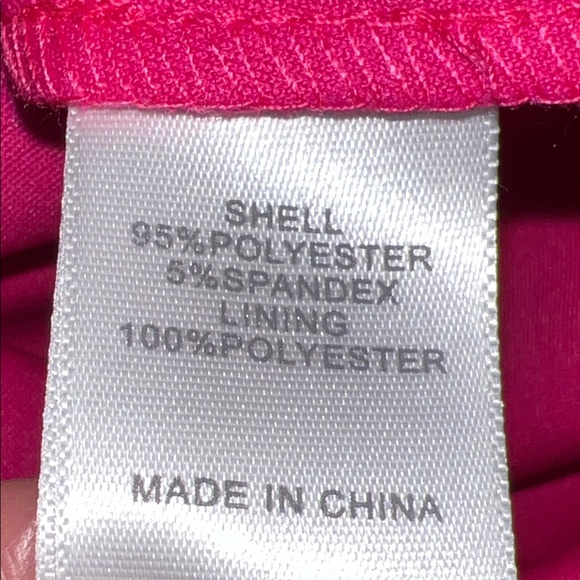 SHELL
95%POLYESTER
5%SPANDEX
LINING
100%POLYESTER
MADE IN CHINA